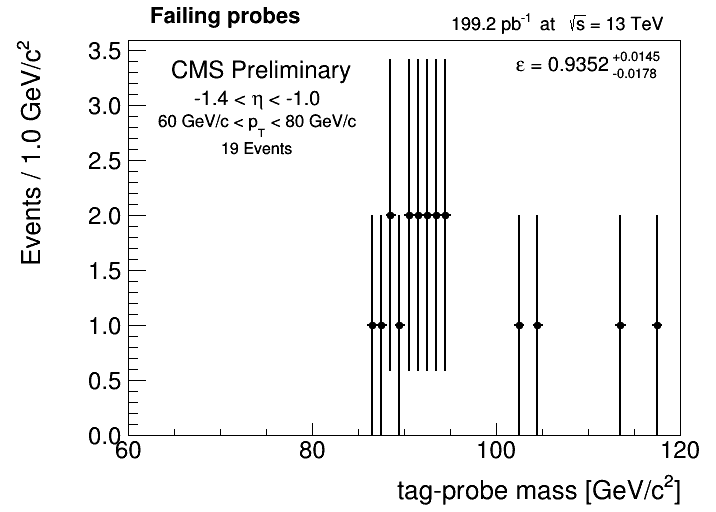 Failing probes
199.2 pb⁻¹ at √s = 13 TeV
CMS Preliminary
-1.4 < η < -1.0
60 GeV/c < p_T < 80 GeV/c
19 Events
ε = 0.9352 +0.0145 -0.0178
Events / 1.0 GeV/c²
3.5
3.0
2.5
2.0
1.5
1.0
0.5
0.0
60 80 100 120
tag-probe mass [GeV/c²]